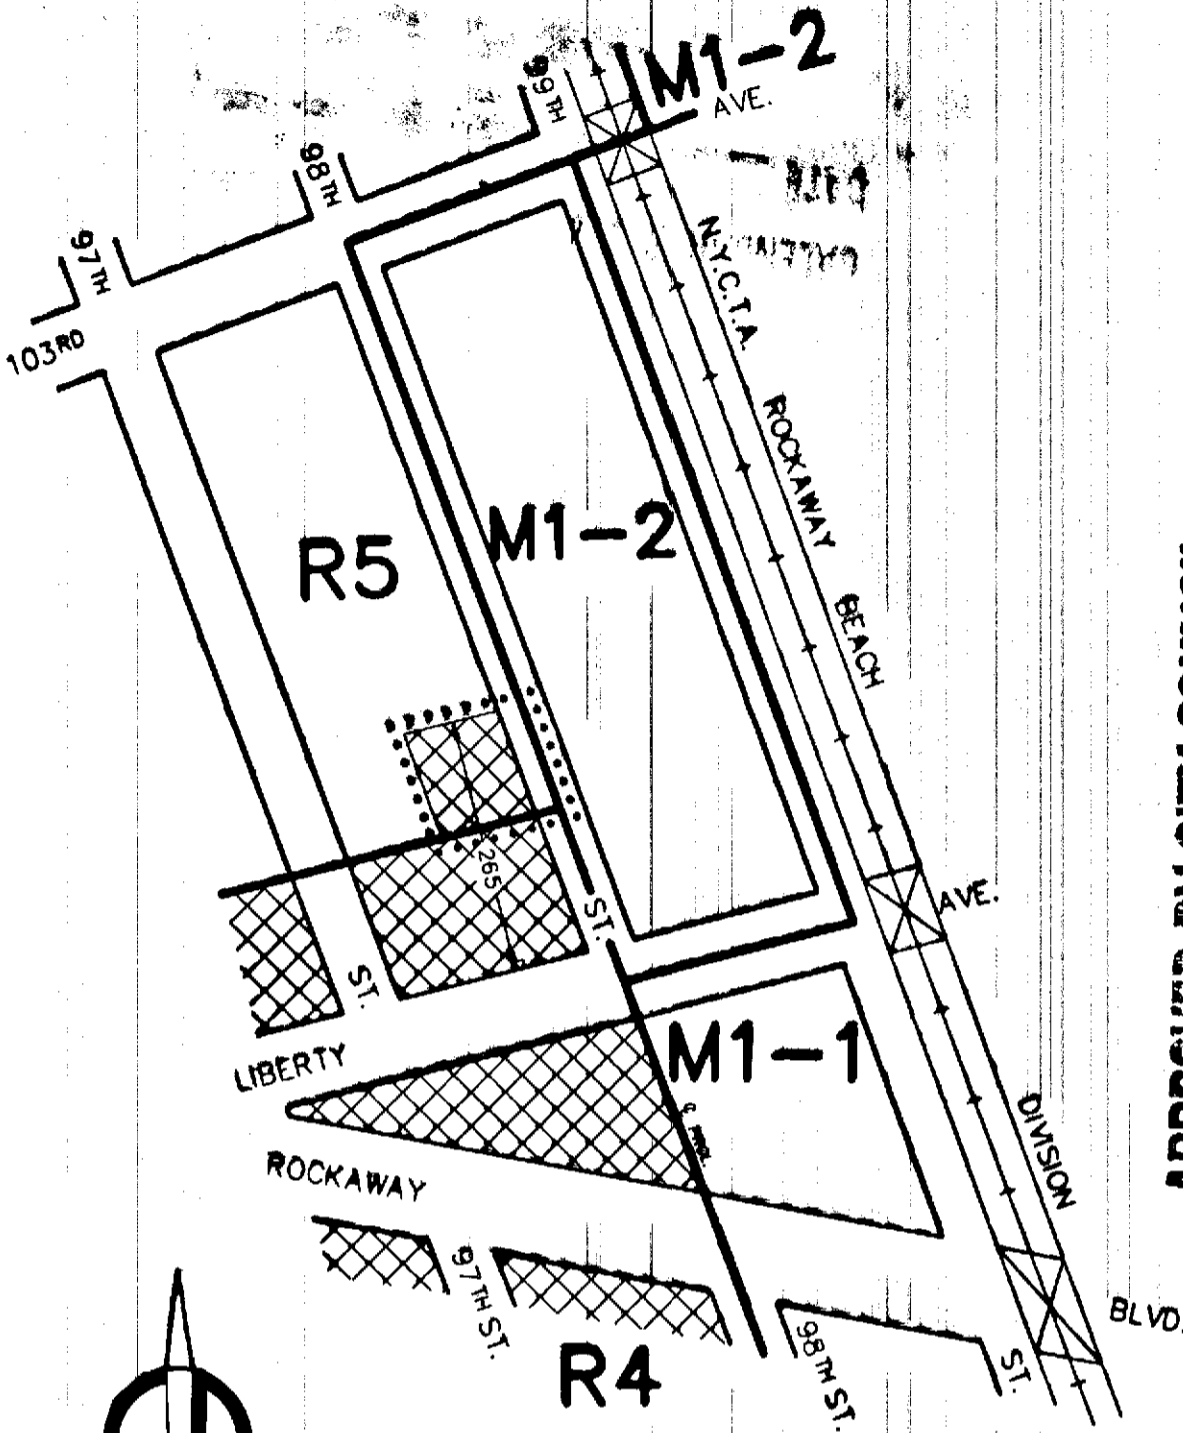 M1-2
99TH
AVE.
98TH
97TH
103RD
N.Y.C.T.A.
ROCKAWAY
BEACH
DIVISION
R5
M1-2
265
ST.
AVE.
ST.
LIBERTY
M1-1
ROCKAWAY
97TH ST.
R4
98TH ST.
ST.
BLVD.